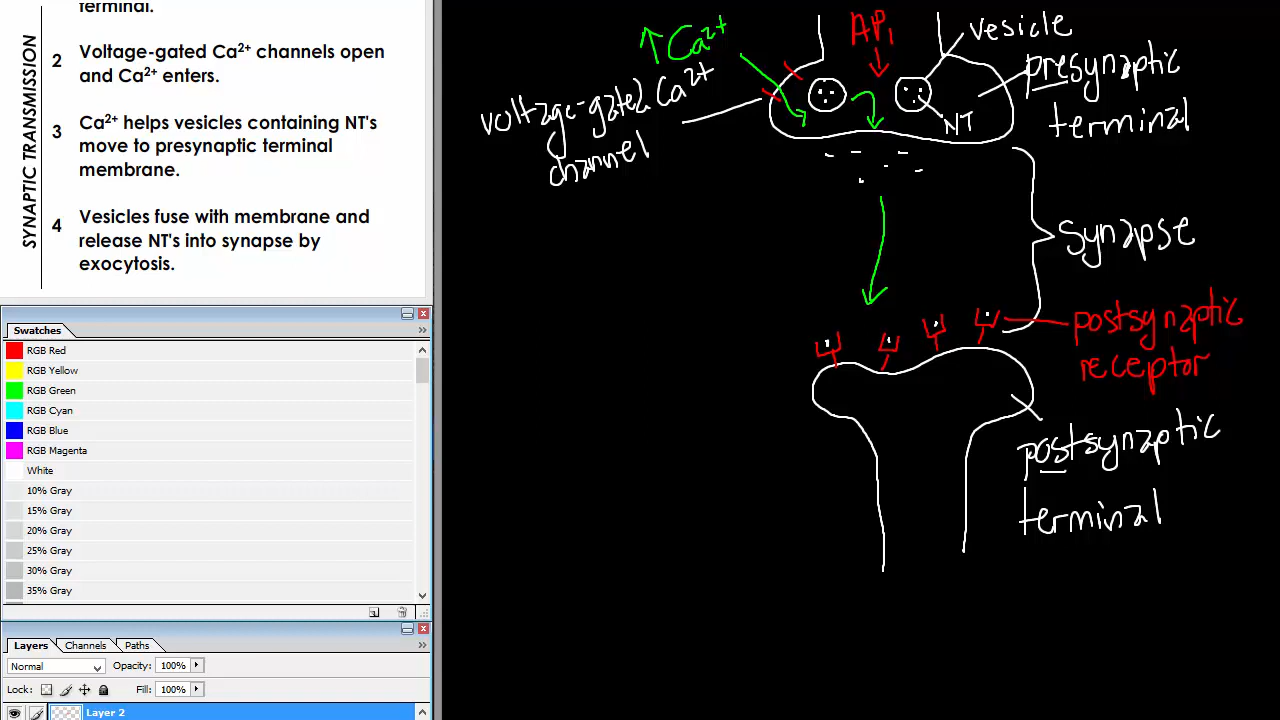 terminal.
SYNAPTIC TRANSMISSION
2 Voltage-gated Ca²⁺ channels open
and Ca²⁺ enters.
3 Ca²⁺ helps vesicles containing NT's
move to presynaptic terminal
membrane.
4 Vesicles fuse with membrane and
release NT's into synapse by
exocytosis.
Swatches
RGB Red
RGB Yellow
RGB Green
RGB Cyan
RGB Blue
RGB Magenta
White
10% Gray
15% Gray
20% Gray
25% Gray
30% Gray
35% Gray
Layers Channels Paths
Normal Opacity: 100%
Lock: Fill: 100%
Layer 2
↑ Ca²⁺
AP₁
vesicle
presynaptic
terminal
NT
voltage-gated Ca²⁺
channel
synapse
postsynaptic
receptor
postsynaptic
terminal